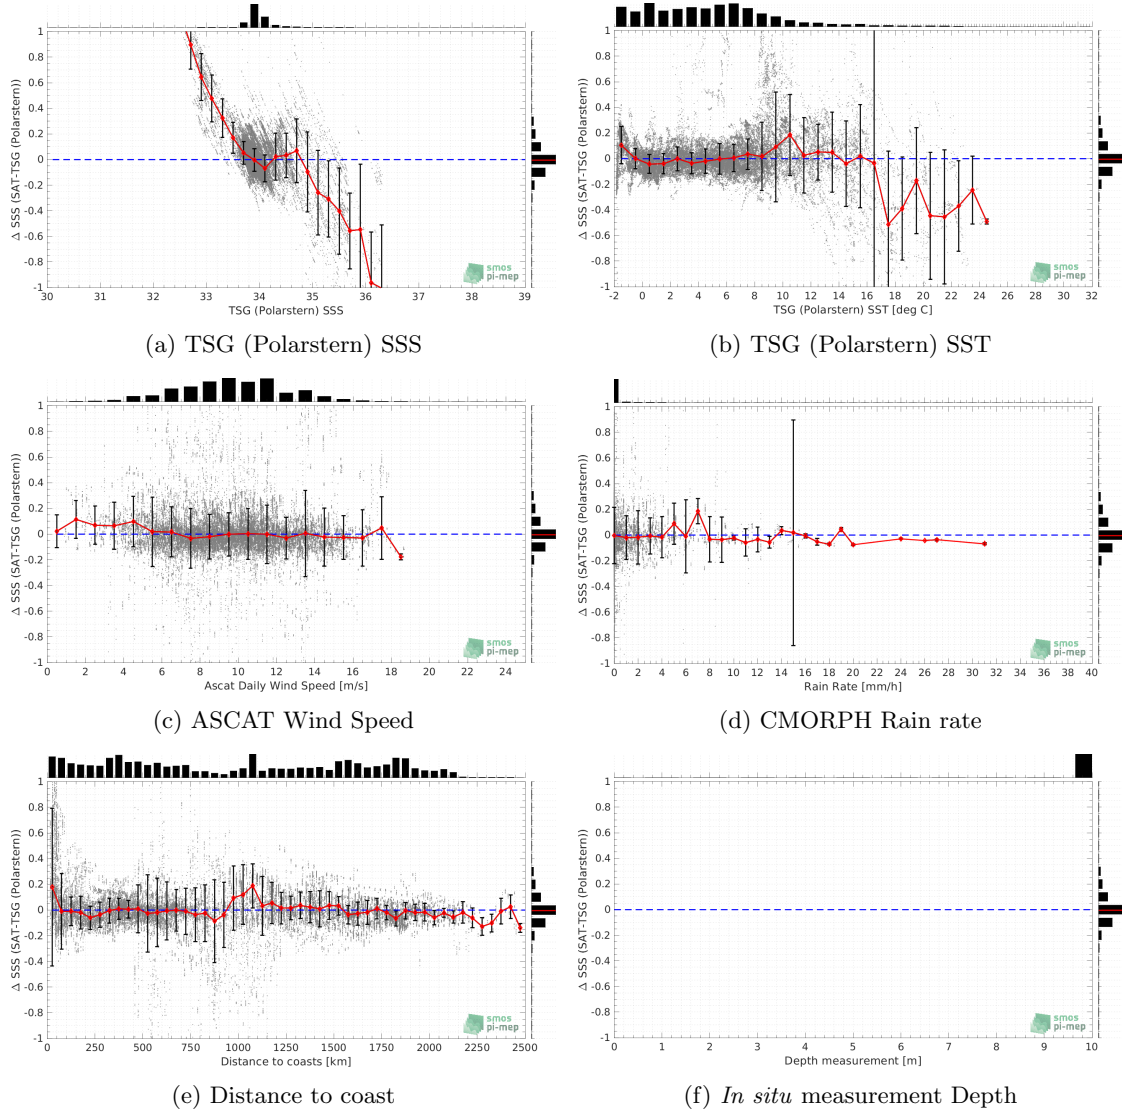 1
0.8
0.6
0.4
0.2
0
-0.2
-0.4
-0.6
-0.8
-1
Δ SSS (SAT-TSG (Polarstern))
30 31 32 33 34 35 36 37 38 39
TSG (Polarstern) SSS
smos
pi-mep
(a) TSG (Polarstern) SSS
1
0.8
0.6
0.4
0.2
0
-0.2
-0.4
-0.6
-0.8
-1
Δ SSS (SAT-TSG (Polarstern))
-2 0 2 4 6 8 10 12 14 16 18 20 22 24 26 28 30 32
TSG (Polarstern) SST [deg C]
smos
pi-mep
(b) TSG (Polarstern) SST
1
0.8
0.6
0.4
0.2
0
-0.2
-0.4
-0.6
-0.8
-1
Δ SSS (SAT-TSG (Polarstern))
0 2 4 6 8 10 12 14 16 18 20 22 24
Ascat Daily Wind Speed [m/s]
smos
pi-mep
(c) ASCAT Wind Speed
1
0.8
0.6
0.4
0.2
0
-0.2
-0.4
-0.6
-0.8
-1
Δ SSS (SAT-TSG (Polarstern))
0 2 4 6 8 10 12 14 16 18 20 22 24 26 28 30 32 34 36 38 40
Rain Rate [mm/h]
smos
pi-mep
(d) CMORPH Rain rate
1
0.8
0.6
0.4
0.2
0
-0.2
-0.4
-0.6
-0.8
-1
Δ SSS (SAT-TSG (Polarstern))
0 250 500 750 1000 1250 1500 1750 2000 2250 2500
Distance to coasts [km]
smos
pi-mep
(e) Distance to coast
1
0.8
0.6
0.4
0.2
0
-0.2
-0.4
-0.6
-0.8
-1
Δ SSS (SAT-TSG (Polarstern))
0 1 2 3 4 5 6 7 8 9 10
Depth measurement [m]
smos
pi-mep
(f) In situ measurement Depth